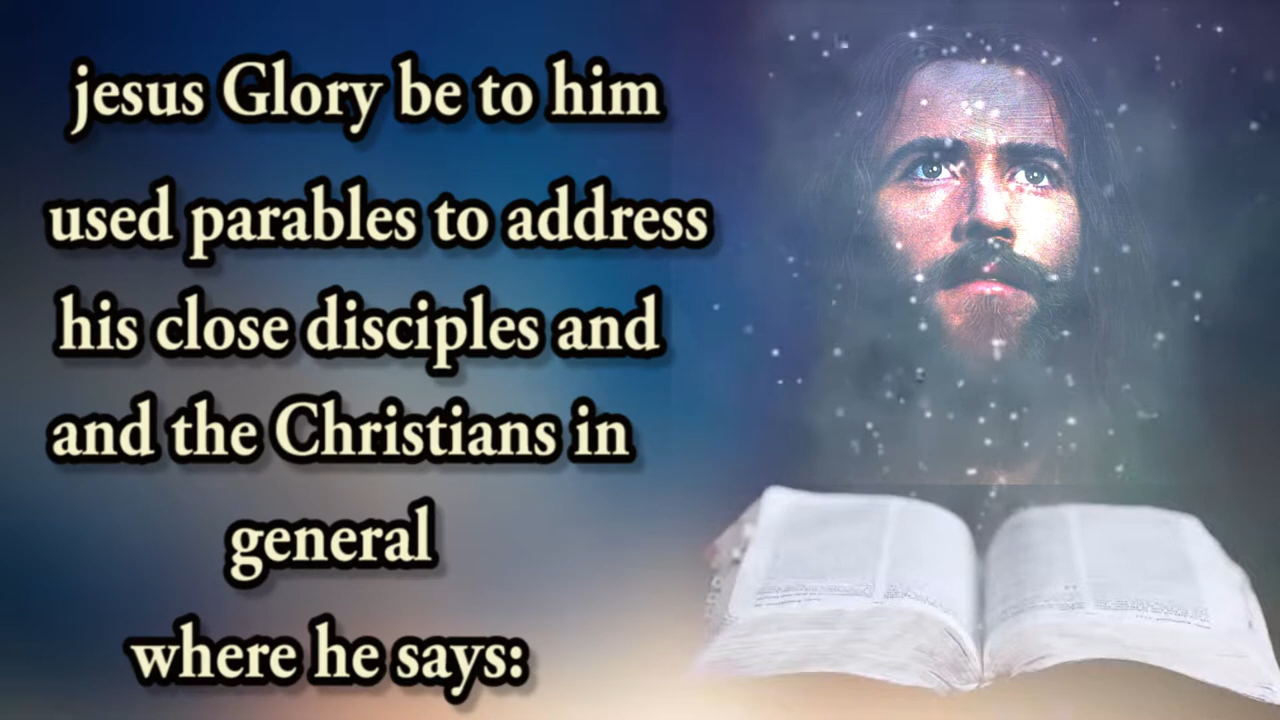 jesus Glory be to him
used parables to address
his close disciples and
and the Christians in
general
where he says: